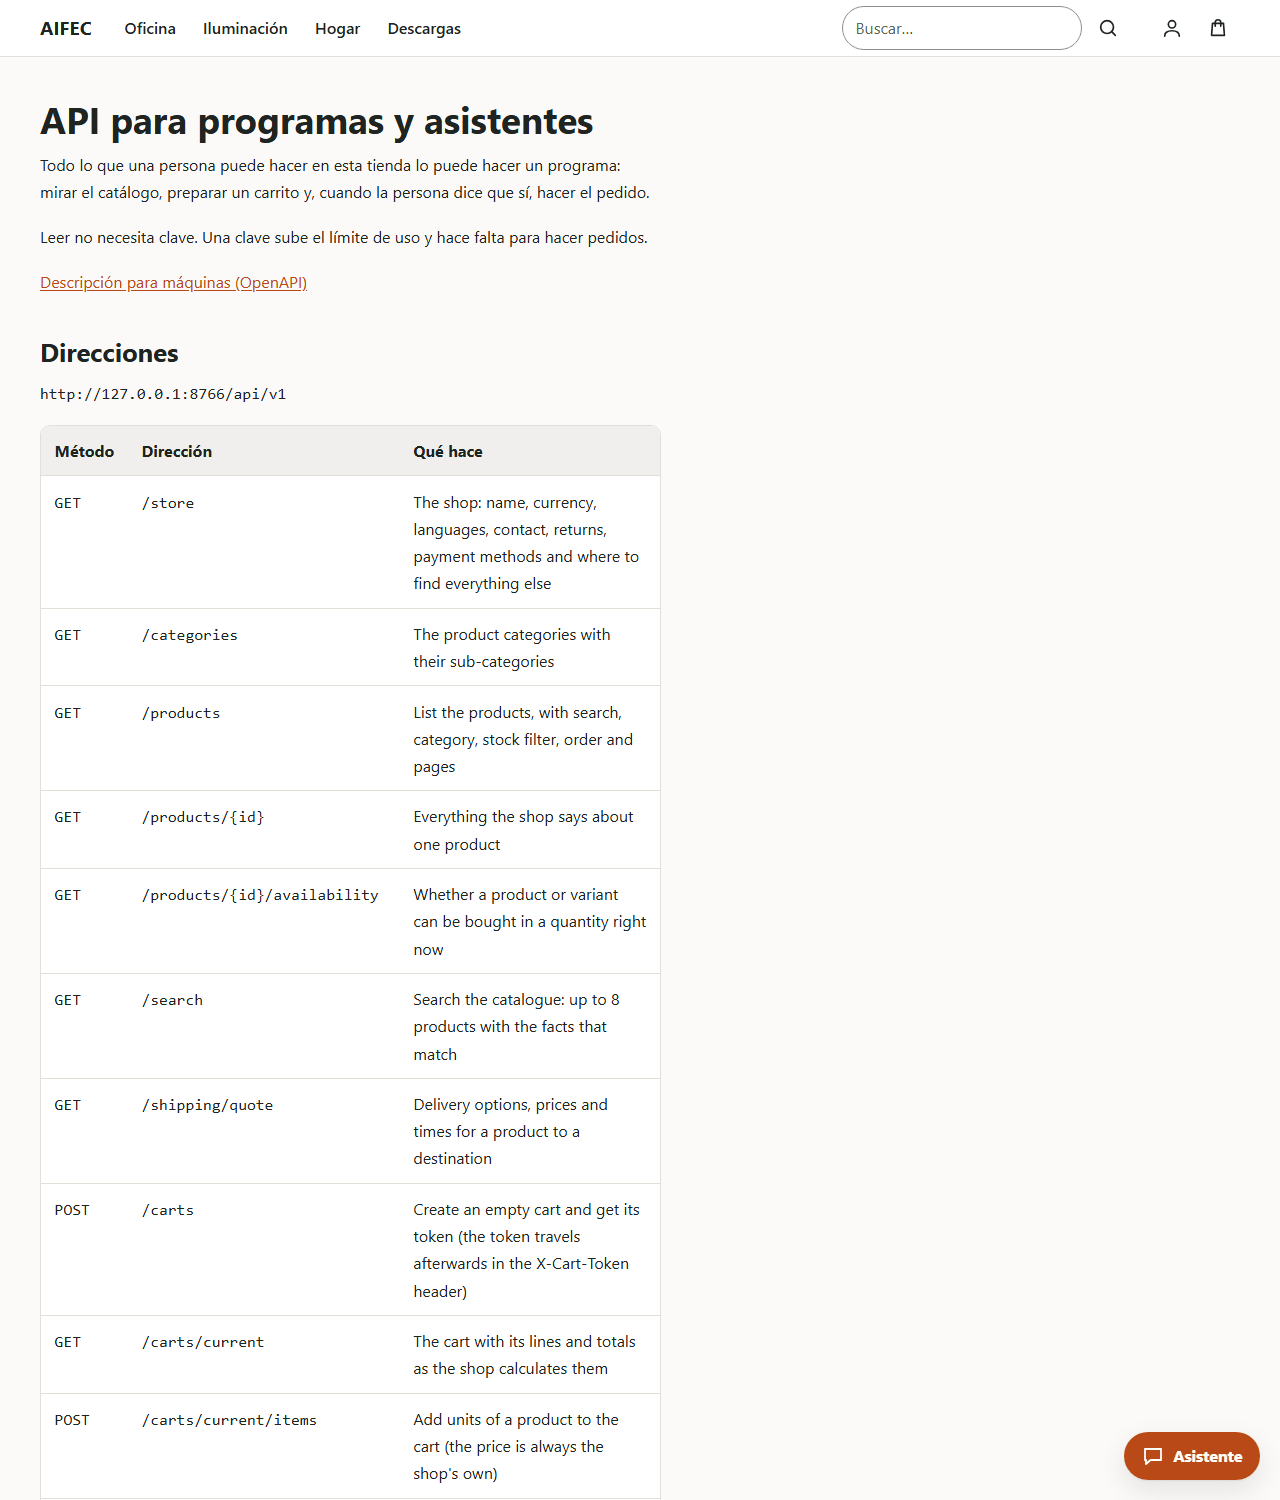 AIFEC Oficina Iluminación Hogar Descargas Buscar...
API para programas y asistentes
Todo lo que una persona puede hacer en esta tienda lo puede hacer un programa:
mirar el catálogo, preparar un carrito y, cuando la persona dice que sí, hacer el pedido.
Leer no necesita clave. Una clave sube el límite de uso y hace falta para hacer pedidos.
Descripción para máquinas (OpenAPI)
Direcciones
http://127.0.0.1:8766/api/v1
Método Dirección Qué hace
GET /store The shop: name, currency,
languages, contact, returns,
payment methods and where to
find everything else
GET /categories The product categories with
their sub-categories
GET /products List the products, with search,
category, stock filter, order and
pages
GET /products/{id} Everything the shop says about
one product
GET /products/{id}/availability Whether a product or variant
can be bought in a quantity right
now
GET /search Search the catalogue: up to 8
products with the facts that
match
GET /shipping/quote Delivery options, prices and
times for a product to a
destination
POST /carts Create an empty cart and get its
token (the token travels
afterwards in the X-Cart-Token
header)
GET /carts/current The cart with its lines and totals
as the shop calculates them
POST /carts/current/items Add units of a product to the
cart (the price is always the
shop's own)
Asistente